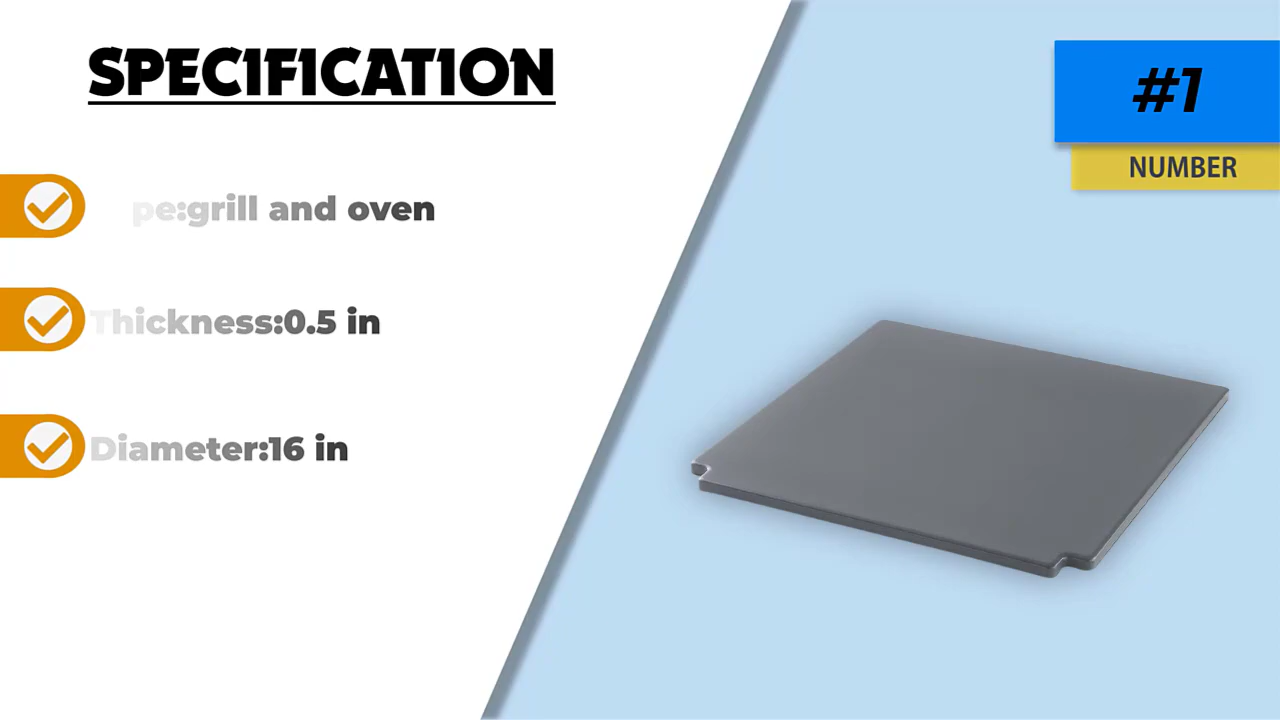 SPECIFICATION
#1
NUMBER
pe:grill and oven
Thickness:0.5 in
Diameter:16 in